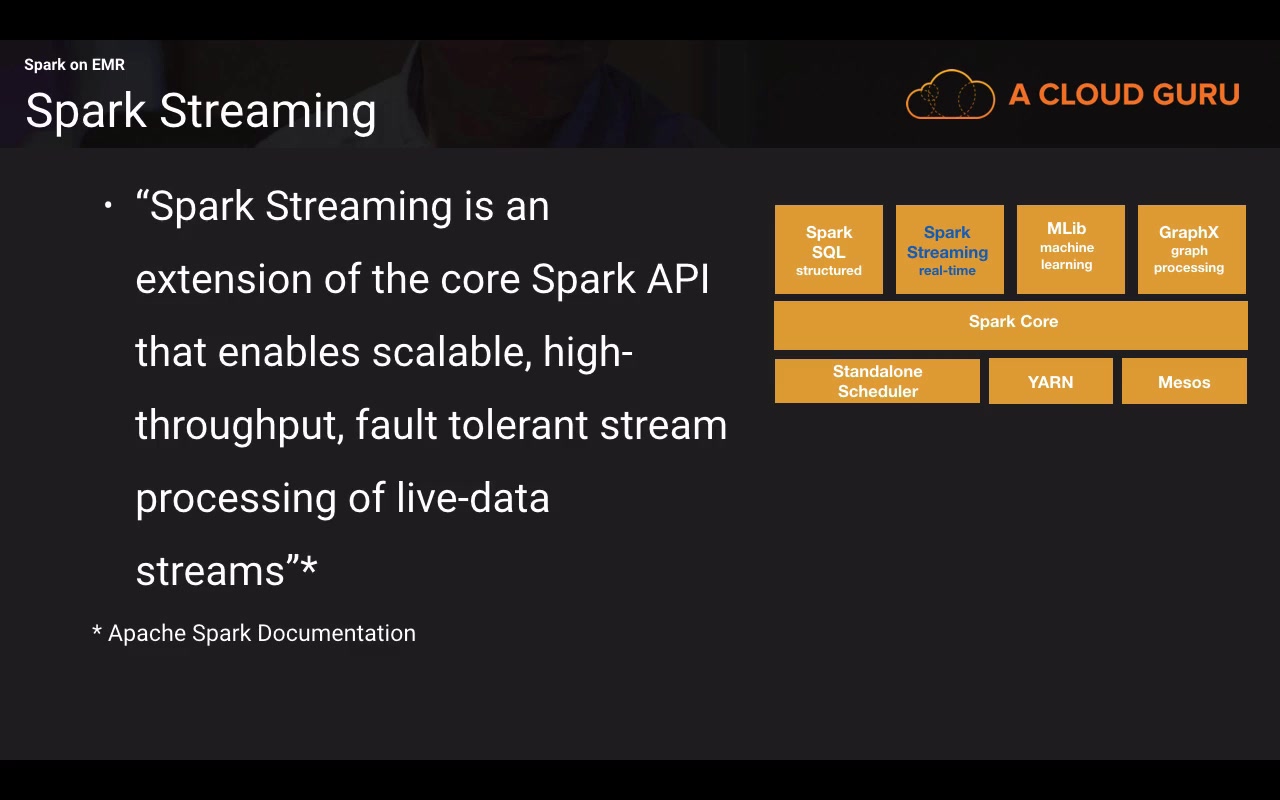 Spark on EMR
Spark Streaming
A CLOUD GURU
• “Spark Streaming is an
extension of the core Spark API
that enables scalable, high-
throughput, fault tolerant stream
processing of live-data
streams”*
* Apache Spark Documentation
Spark
SQL
structured
Spark
Streaming
real-time
MLib
machine
learning
GraphX
graph
processing
Spark Core
Standalone
Scheduler
YARN
Mesos